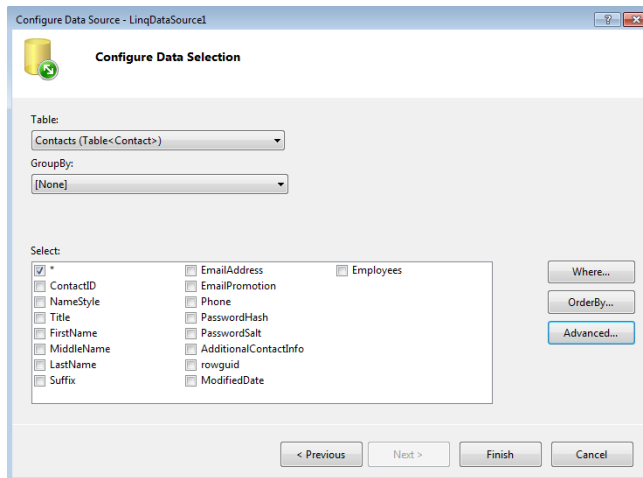 Configure Data Source - LinqDataSource1
Configure Data Selection
Table:
Contacts (Table<Contact>)
GroupBy:
[None]
Select:
* EmailAddress Employees
ContactID EmailPromotion
NameStyle Phone
Title PasswordHash
FirstName PasswordSalt
MiddleName AdditionalContactInfo
LastName rowguid
Suffix ModifiedDate
Where...
OrderBy...
Advanced...
< Previous Next > Finish Cancel